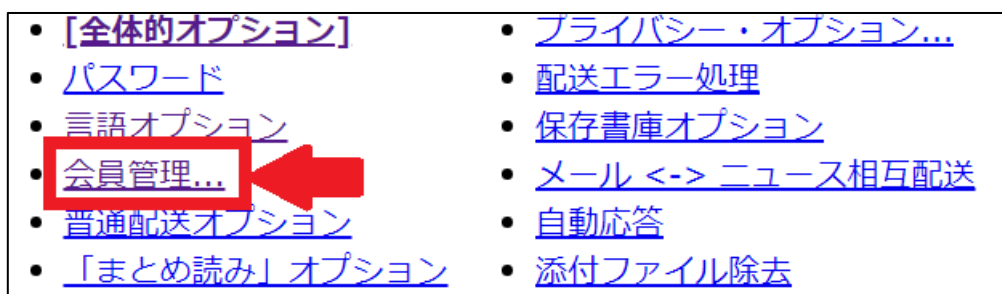 [全体的オプション]
パスワード
言語オプション
会員管理...
普通配送オプション
「まとめ読み」オプション
プライバシー・オプション...
配送エラー処理
保存書庫オプション
メール <-> ニュース相互配送
自動応答
添付ファイル除去